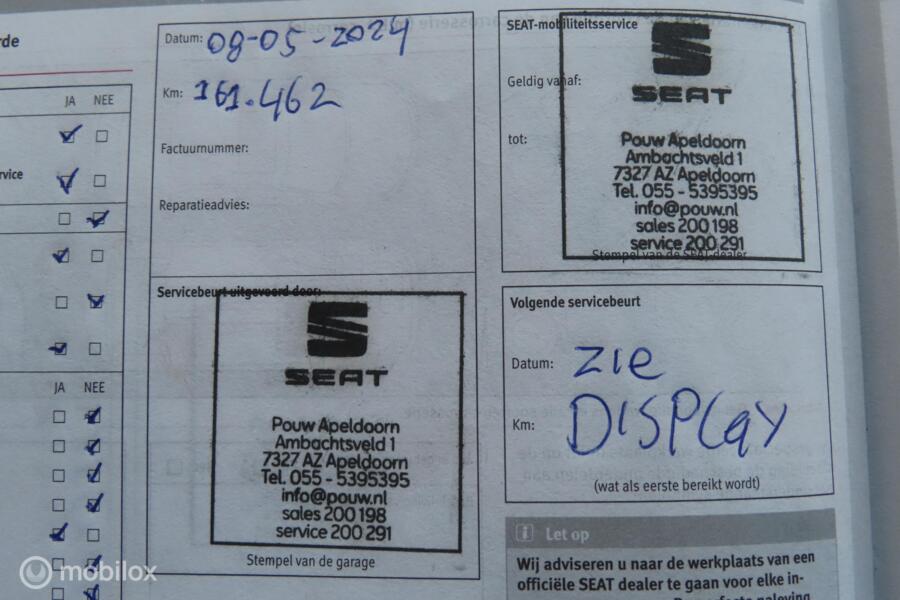 rde
JA NEE
rvice
JA NEE
Datum: 08-05-2024
Km: 161.462
Factuurnummer:
Reparatieadvies:
Servicebeurt uitgevoerd door:
SEAT
Pouw Apeldoorn
Ambachtsveld 1
7327 AZ Apeldoorn
Tel. 055 - 5395395
info@pouw.nl
sales 200 198
service 200 291
Stempel van de garage
SEAT-mobiliteitsservice
Geldig vanaf:
tot:
SEAT
Pouw Apeldoorn
Ambachtsveld 1
7327 AZ Apeldoorn
Tel. 055 - 5395395
info@pouw.nl
sales 200 198
service 200 291
Stempel van de SEAT-dealer
Volgende servicebeurt
Datum: ZIE
Km: DISPLAY
(wat als eerste bereikt wordt)
i Let op
Wij adviseren u naar de werkplaats van een
officiële SEAT dealer te gaan voor elke in-
mobilox